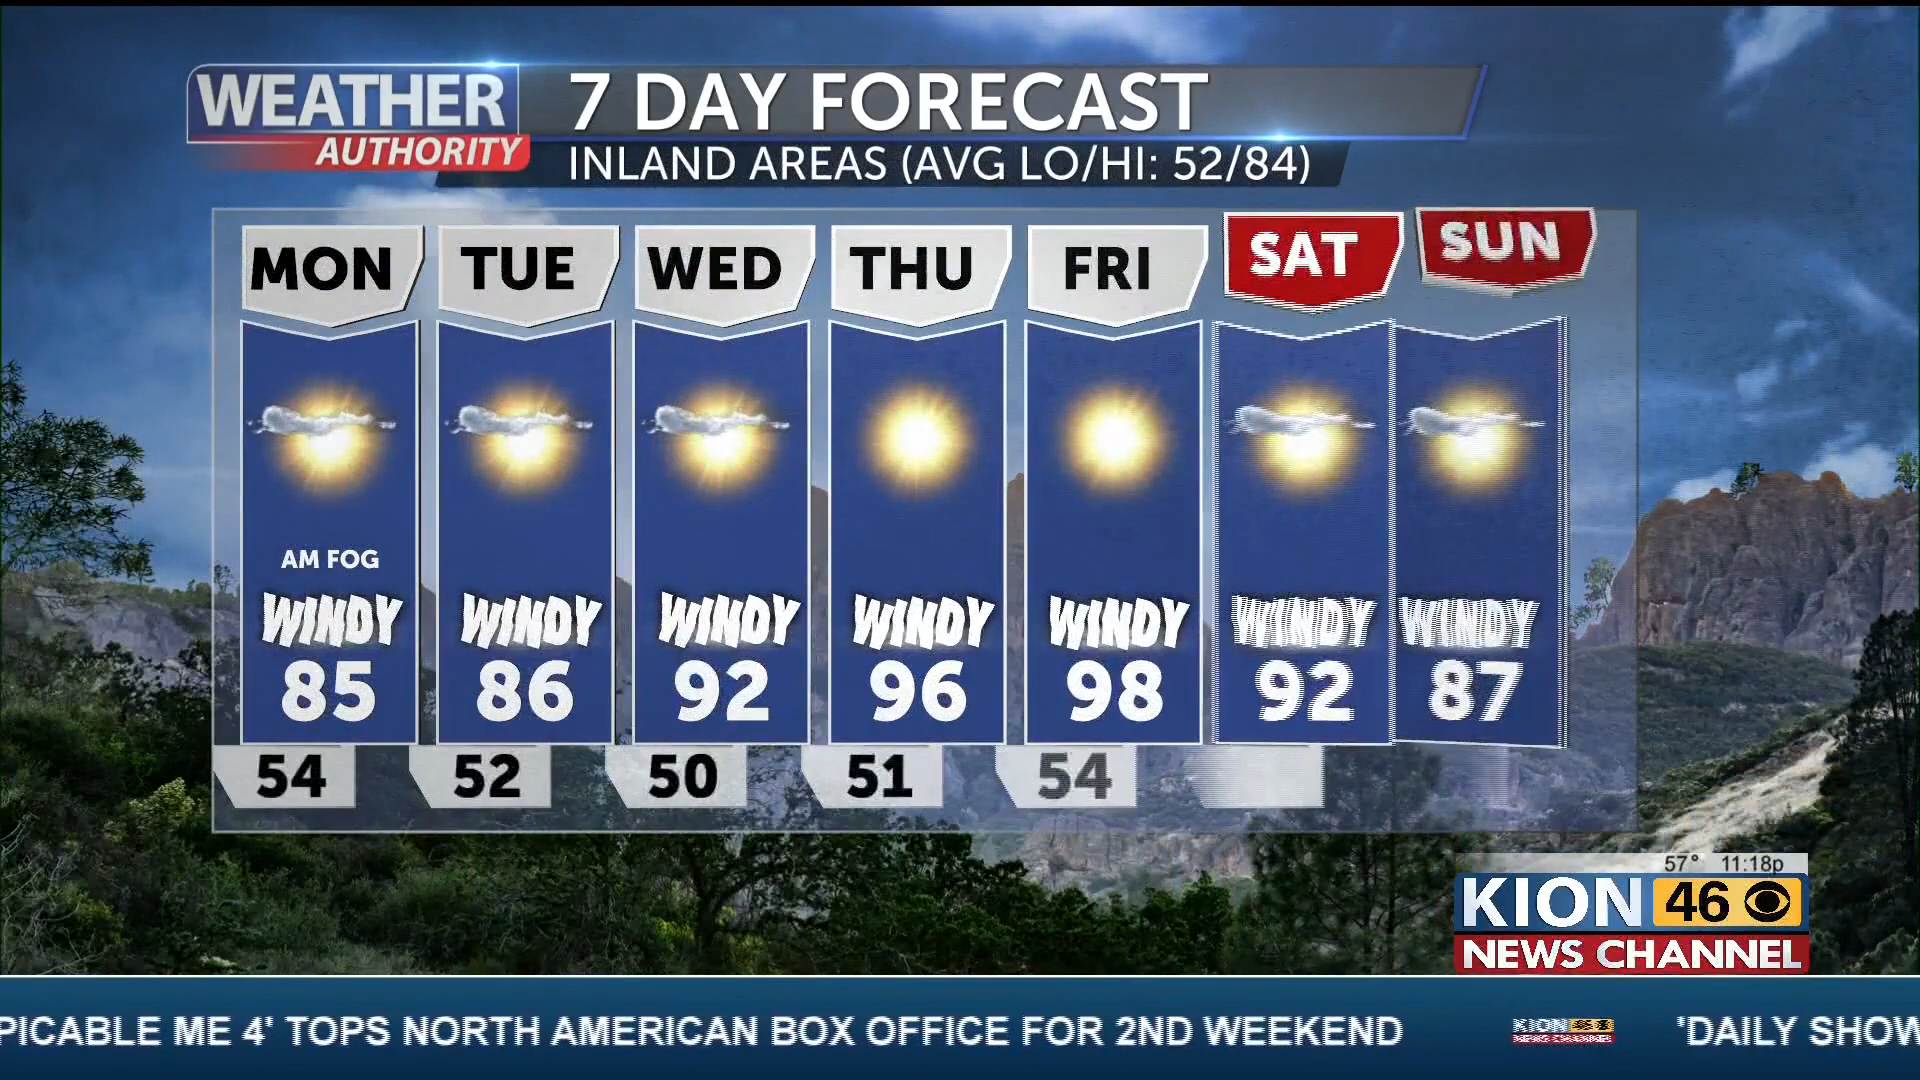 WEATHER
AUTHORITY
7 DAY FORECAST
INLAND AREAS (AVG LO/HI: 52/84)
MON TUE WED THU FRI SAT SUN
AM FOG
WINDY WINDY WINDY WINDY WINDY WINDY WINDY
85 86 92 96 98 92 87
54 52 50 51 54
57° 11:18p
KION 46
NEWS CHANNEL
PICABLE ME 4' TOPS NORTH AMERICAN BOX OFFICE FOR 2ND WEEKEND KION NEWS CHANNEL 'DAILY SHOW